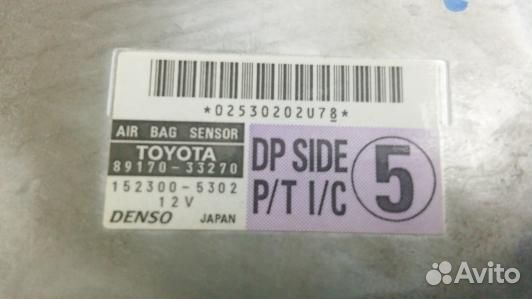 *02530202U78*
AIR BAG SENSOR
TOYOTA
89170-33270
152300-5302
12V
DENSO JAPAN
DP SIDE
P/T I/C
5
Avito